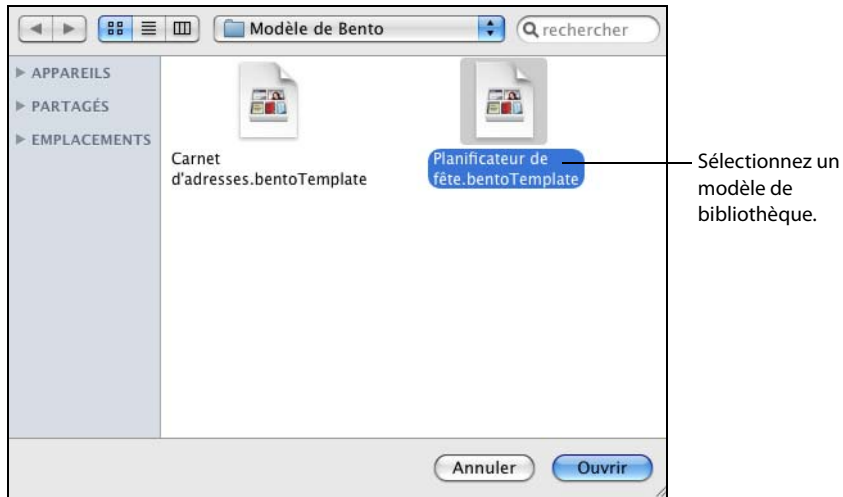 Modèle de Bento
rechercher
APPAREILS
PARTAGÉS
EMPLACEMENTS
Carnet
d'adresses.bentoTemplate
Planificateur de
fête.bentoTemplate
Sélectionnez un
modèle de
bibliothèque.
Annuler
Ouvrir